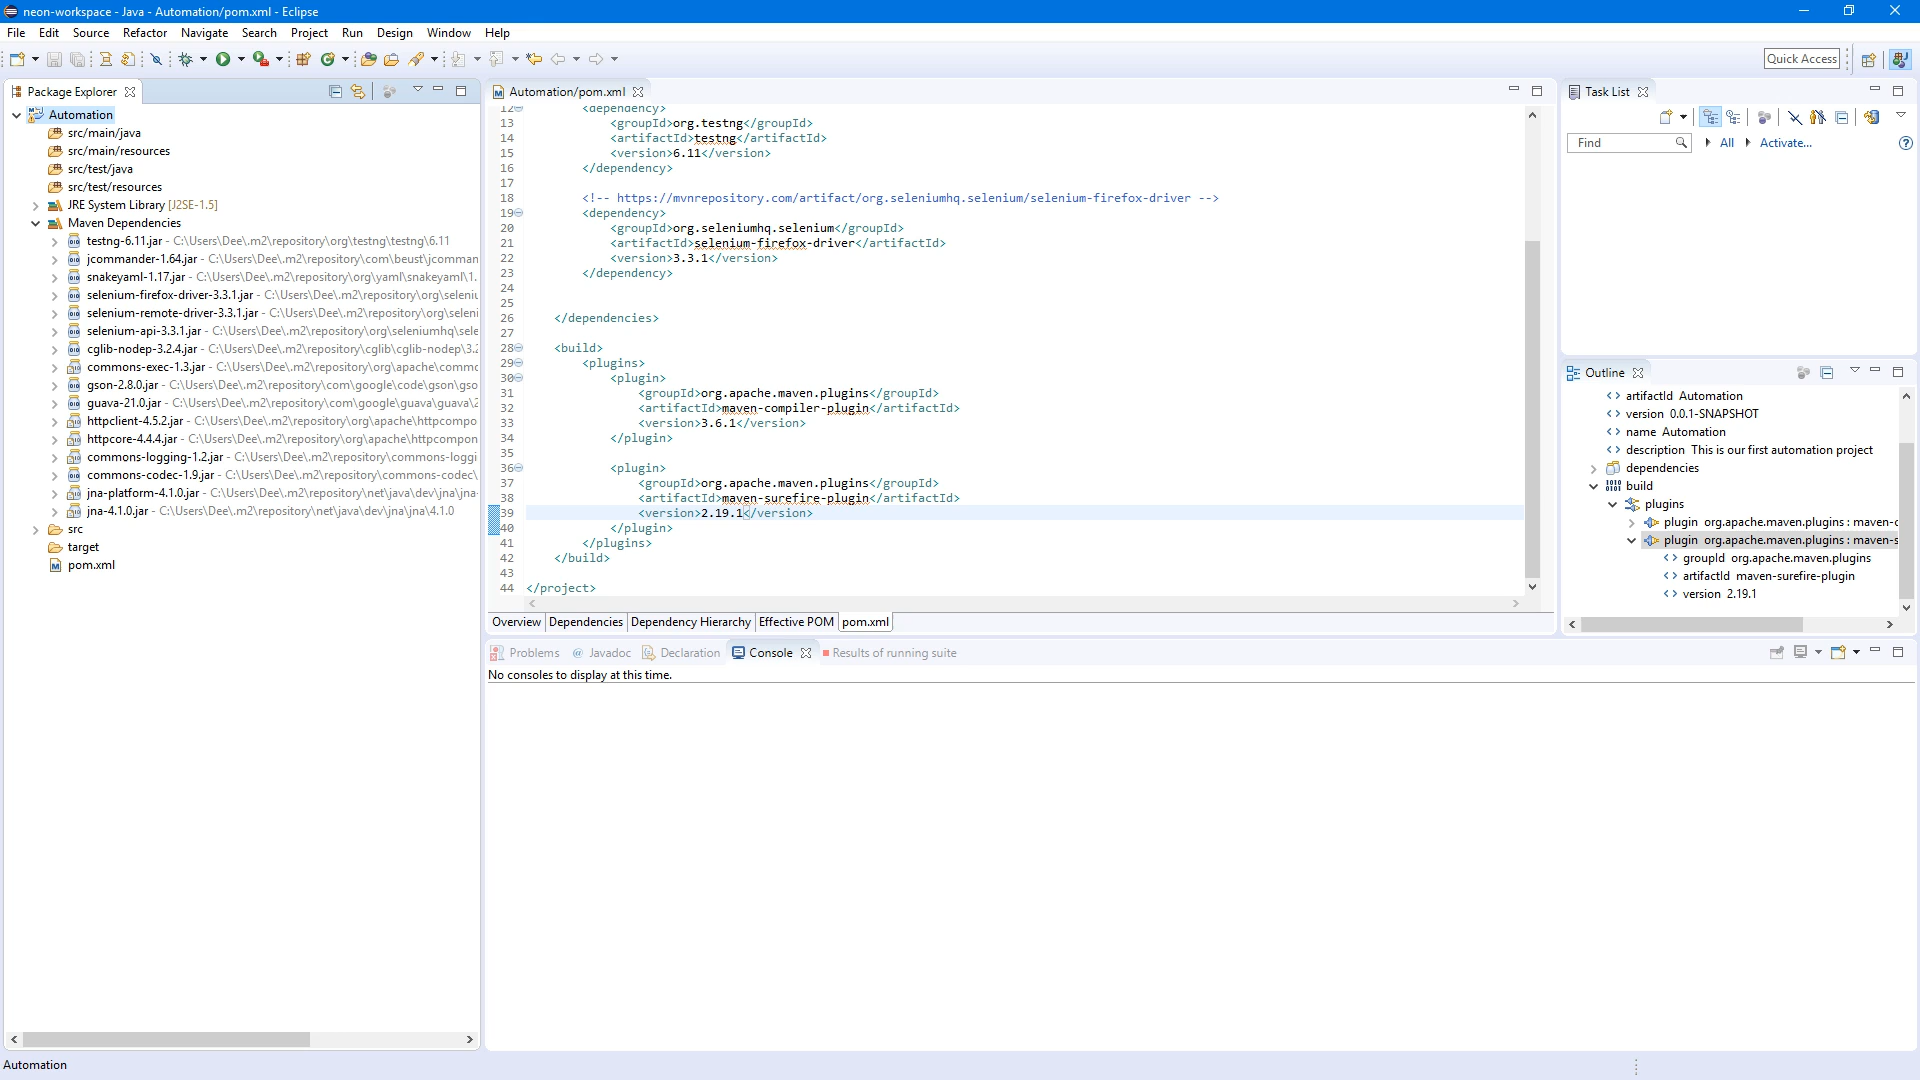 neon-workspace - Java - Automation/pom.xml - Eclipse
File Edit Source Refactor Navigate Search Project Run Design Window Help
Quick Access
Package Explorer
Automation
src/main/java
src/main/resources
src/test/java
src/test/resources
JRE System Library [J2SE-1.5]
Maven Dependencies
testng-6.11.jar - C:\Users\Dee\.m2\repository\org\testng\testng\6.11
jcommander-1.64.jar - C:\Users\Dee\.m2\repository\com\beust\jcomman
snakeyaml-1.17.jar - C:\Users\Dee\.m2\repository\org\yaml\snakeyaml\1.
selenium-firefox-driver-3.3.1.jar - C:\Users\Dee\.m2\repository\org\seleni
selenium-remote-driver-3.3.1.jar - C:\Users\Dee\.m2\repository\org\seleni
selenium-api-3.3.1.jar - C:\Users\Dee\.m2\repository\org\seleniumhq\sele
cglib-nodep-3.2.4.jar - C:\Users\Dee\.m2\repository\cglib\cglib-nodep\3.2
commons-exec-1.3.jar - C:\Users\Dee\.m2\repository\org\apache\commc
gson-2.8.0.jar - C:\Users\Dee\.m2\repository\com\google\code\gson\gso
guava-21.0.jar - C:\Users\Dee\.m2\repository\com\google\guava\guava\2
httpclient-4.5.2.jar - C:\Users\Dee\.m2\repository\org\apache\httpcompo
httpcore-4.4.4.jar - C:\Users\Dee\.m2\repository\org\apache\httpcompon
commons-logging-1.2.jar - C:\Users\Dee\.m2\repository\commons-loggi
commons-codec-1.9.jar - C:\Users\Dee\.m2\repository\commons-codec\
jna-platform-4.1.0.jar - C:\Users\Dee\.m2\repository\net\java\dev\jna\jna-
jna-4.1.0.jar - C:\Users\Dee\.m2\repository\net\java\dev\jna\jna\4.1.0
src
target
pom.xml
Automation/pom.xml
12 <dependency>
13 <groupId>org.testng</groupId>
14 <artifactId>testng</artifactId>
15 <version>6.11</version>
16 </dependency>
17
18 <!-- https://mvnrepository.com/artifact/org.seleniumhq.selenium/selenium-firefox-driver -->
19 <dependency>
20 <groupId>org.seleniumhq.selenium</groupId>
21 <artifactId>selenium-firefox-driver</artifactId>
22 <version>3.3.1</version>
23 </dependency>
24
25
26 </dependencies>
27
28 <build>
29 <plugins>
30 <plugin>
31 <groupId>org.apache.maven.plugins</groupId>
32 <artifactId>maven-compiler-plugin</artifactId>
33 <version>3.6.1</version>
34 </plugin>
35
36 <plugin>
37 <groupId>org.apache.maven.plugins</groupId>
38 <artifactId>maven-surefire-plugin</artifactId>
39 <version>2.19.1</version>
40 </plugin>
41 </plugins>
42 </build>
43
44 </project>
Overview Dependencies Dependency Hierarchy Effective POM pom.xml
Problems @ Javadoc Declaration Console Results of running suite
No consoles to display at this time.
Task List
Find All Activate...
Outline
artifactId Automation
version 0.0.1-SNAPSHOT
name Automation
description This is our first automation project
dependencies
build
plugins
plugin org.apache.maven.plugins : maven-c
plugin org.apache.maven.plugins : maven-s
groupId org.apache.maven.plugins
artifactId maven-surefire-plugin
version 2.19.1
Automation